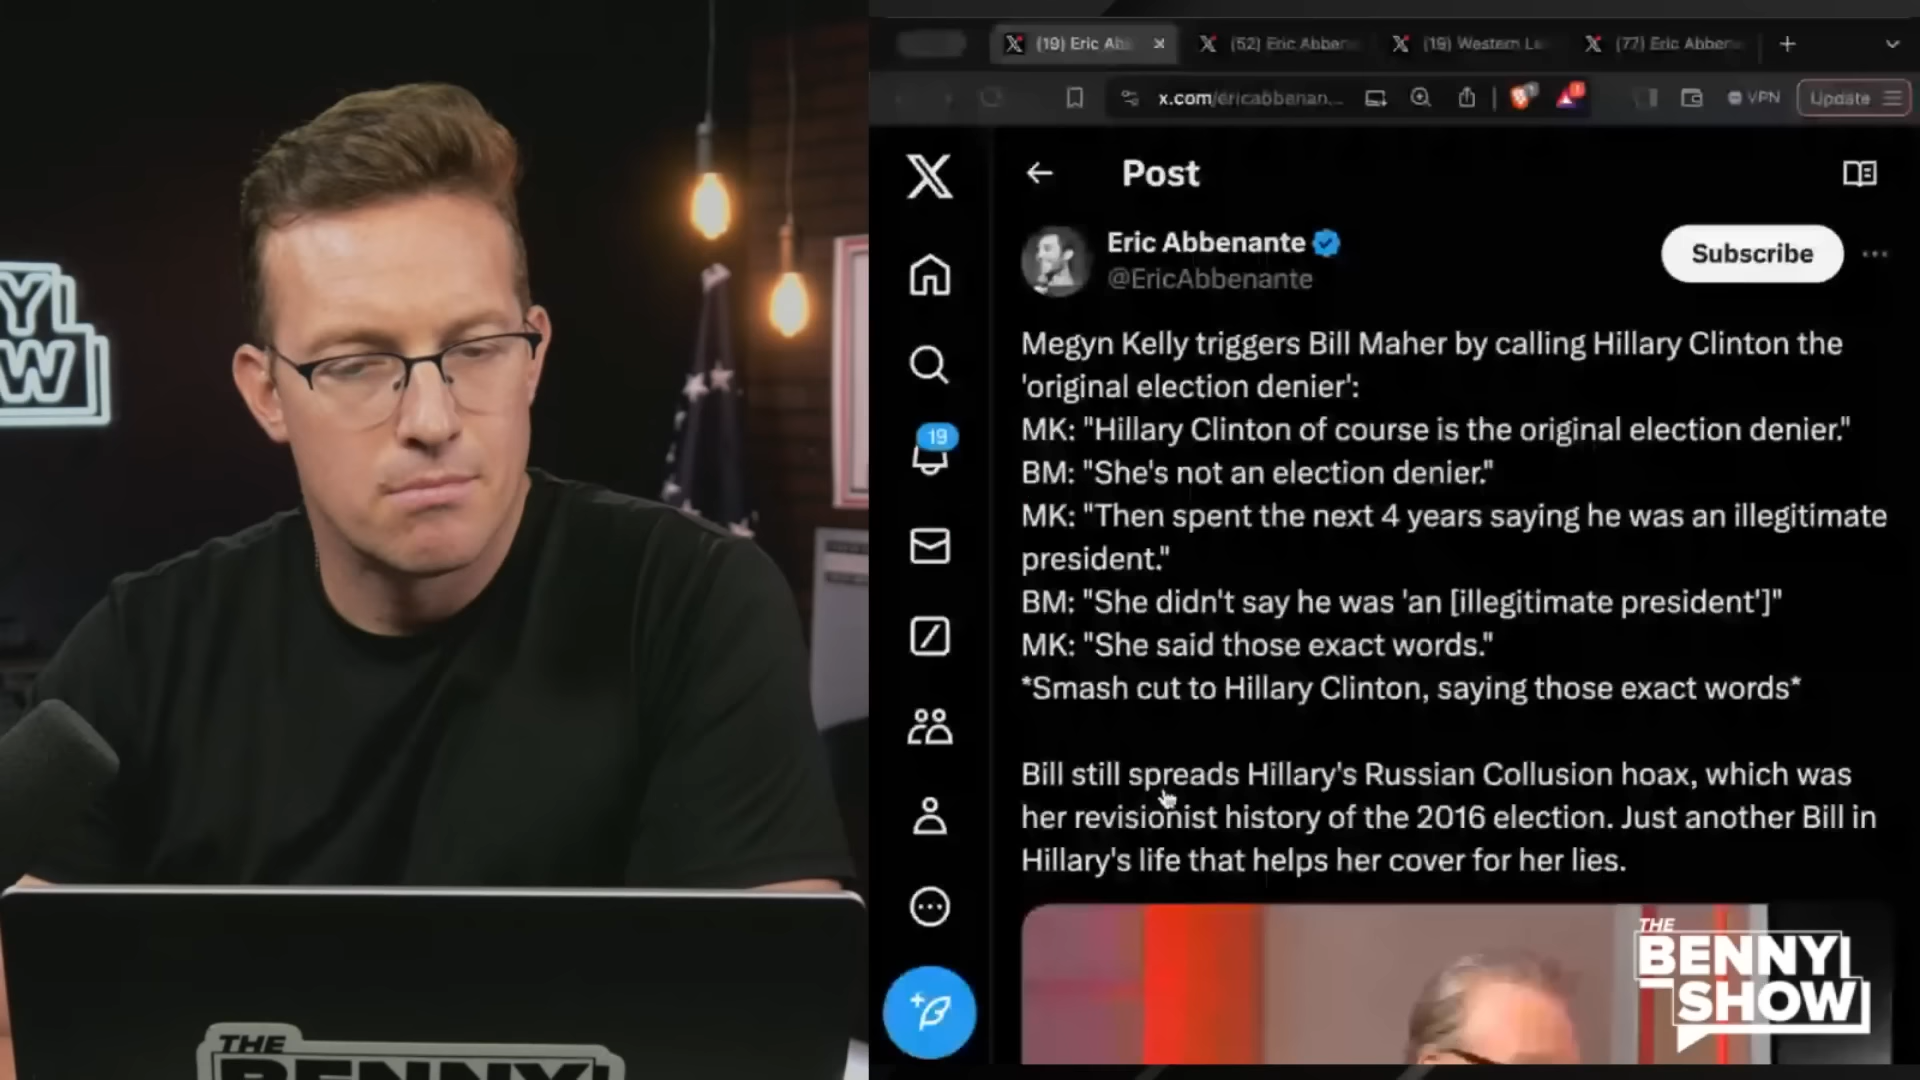 Y
W
THE
BENNY
(19) Eric Ab
(52) Eric Abben
(19) Western L
(77) Eric Abben
x.com/ericabbenan...
VPN
Update
Post
Eric Abbenante
@EricAbbenante
Subscribe
Megyn Kelly triggers Bill Maher by calling Hillary Clinton the
'original election denier':
MK: "Hillary Clinton of course is the original election denier."
BM: "She's not an election denier."
MK: "Then spent the next 4 years saying he was an illegitimate
president."
BM: "She didn't say he was 'an [illegitimate president']"
MK: "She said those exact words."
*Smash cut to Hillary Clinton, saying those exact words*
Bill still spreads Hillary's Russian Collusion hoax, which was
her revisionist history of the 2016 election. Just another Bill in
Hillary's life that helps her cover for her lies.
19
THE
BENNY
SHOW